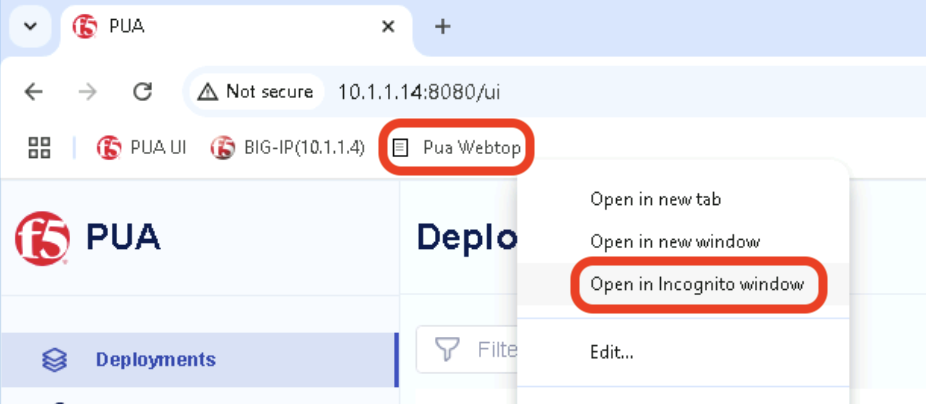 PUA
Not secure 10.1.1.14:8080/ui
PUA UI BIG-IP(10.1.1.4) Pua Webtop
Open in new tab
f5 PUA Deplo
Open in new window
Open in Incognito window
Filte
Edit...
Deployments